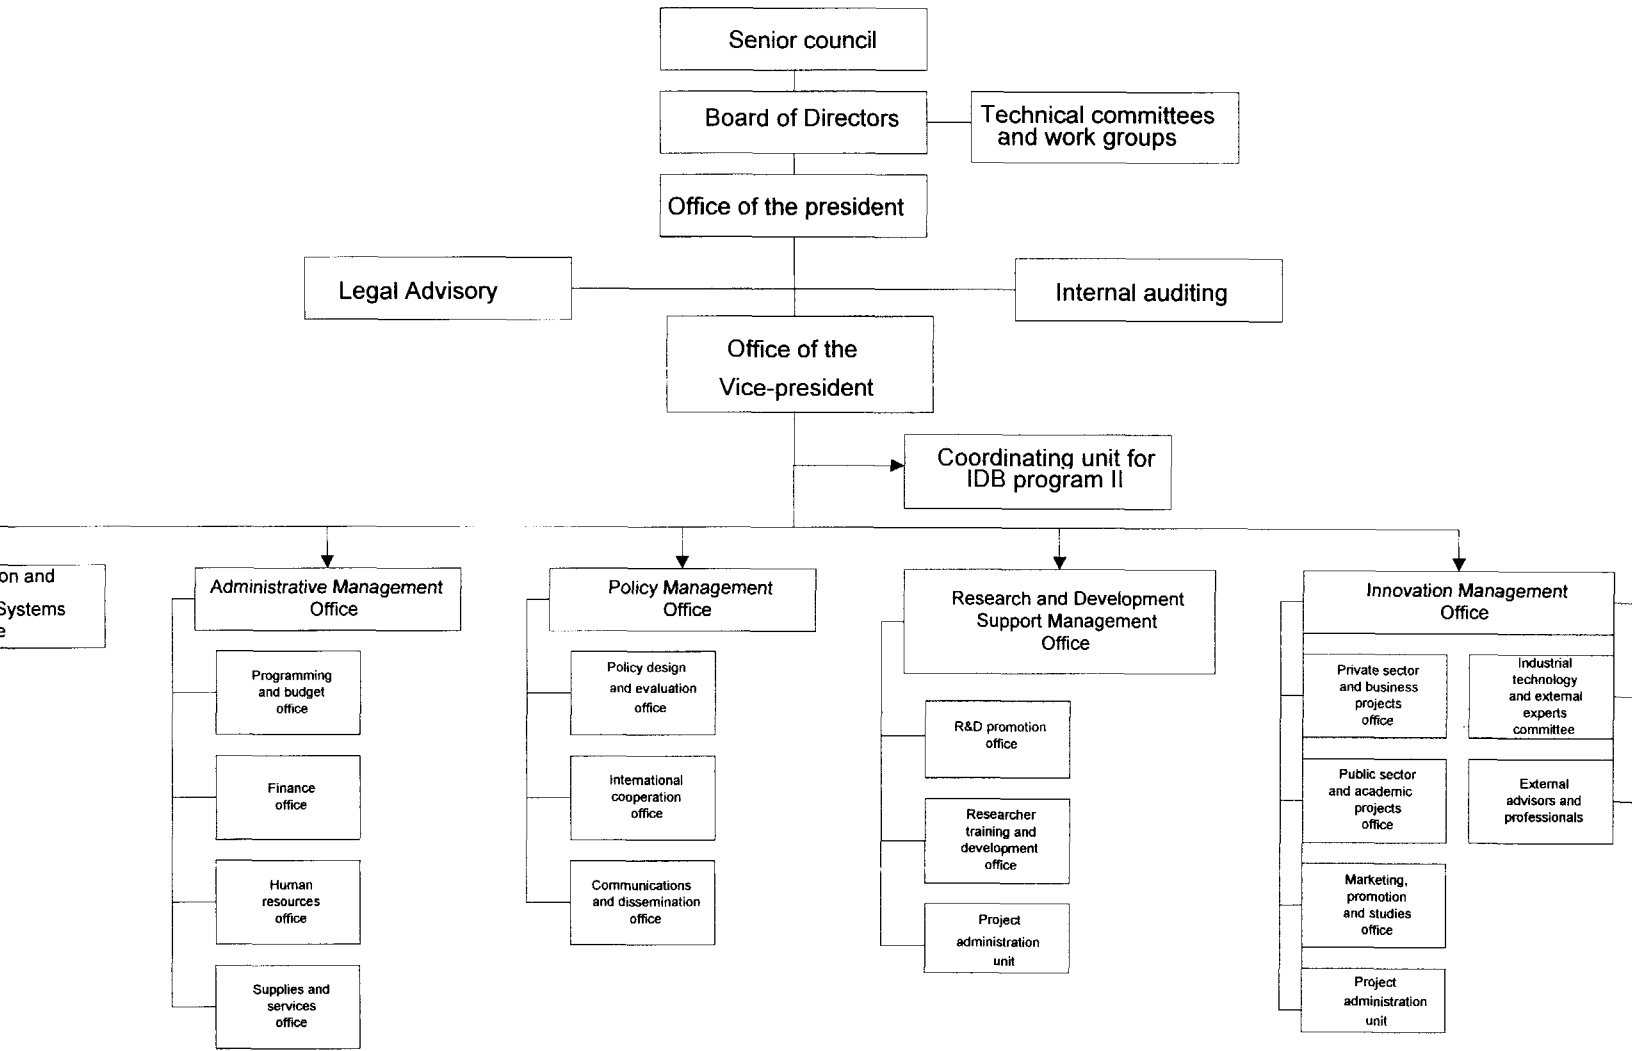 Senior council
Board of Directors
Technical committees
and work groups
Office of the president
Legal Advisory
Internal auditing
Office of the
Vice-president
Coordinating unit for
IDB program II
on and
Systems
e
Administrative Management
Office
Programming
and budget
office
Finance
office
Human
resources
office
Supplies and
services
office
Policy Management
Office
Policy design
and evaluation
office
International
cooperation
office
Communications
and dissemination
office
Research and Development
Support Management
Office
R&D promotion
office
Researcher
training and
development
office
Project
administration
unit
Innovation Management
Office
Private sector
and business
projects
office
Industrial
technology
and external
experts
committee
Public sector
and academic
projects
office
External
advisors and
professionals
Marketing,
promotion
and studies
office
Project
administration
unit